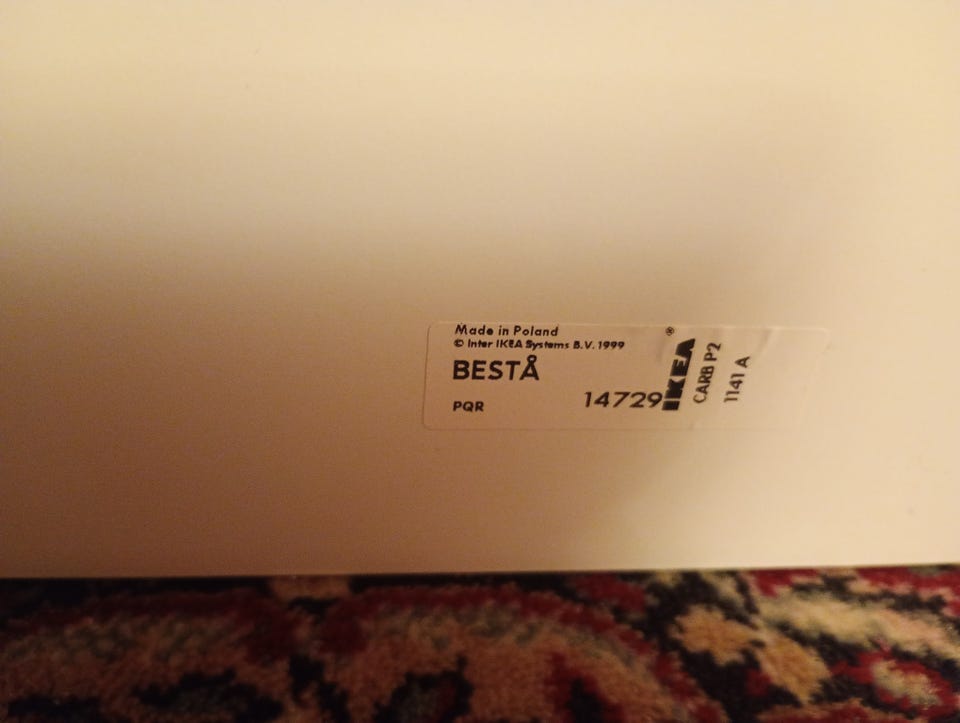 Made in Poland
© Inter IKEA Systems B.V. 1999
BESTÅ
PQR
14729
IKEA®
CARB P2
1141 A